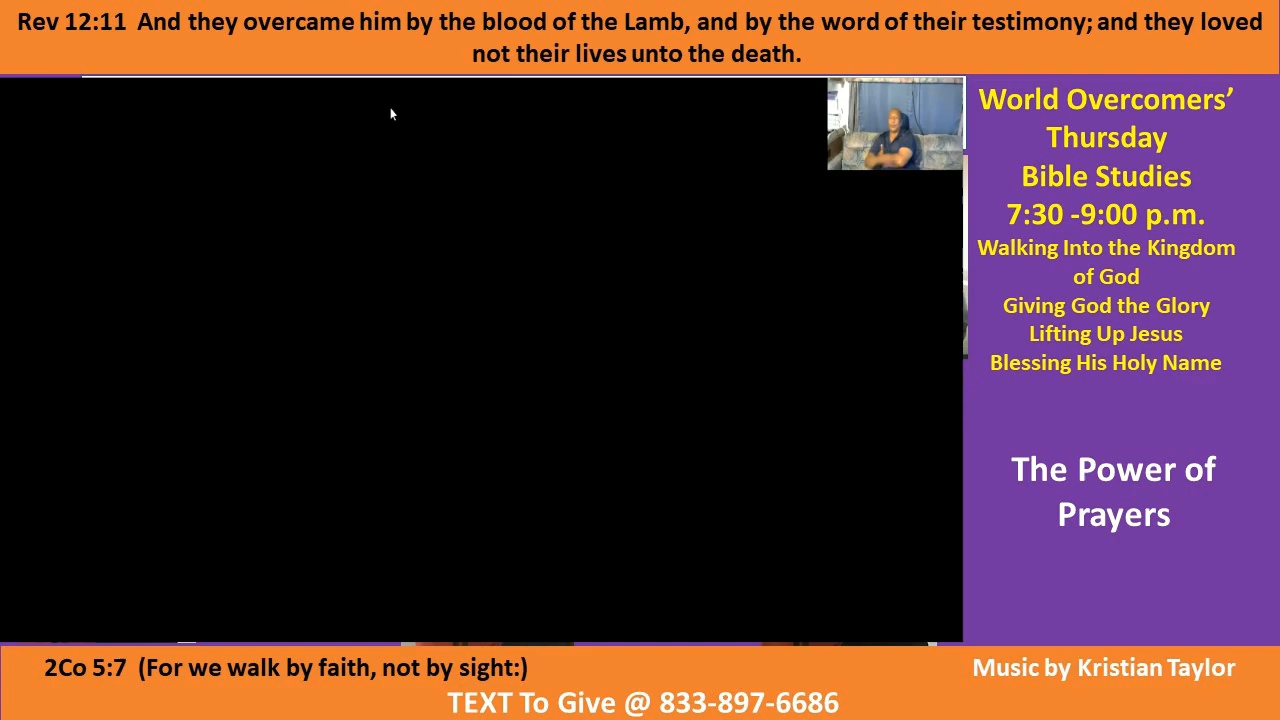 Rev 12:11  And they overcame him by the blood of the Lamb, and by the word of their testimony; and they loved
not their lives unto the death.
World Overcomers’
Thursday
Bible Studies
7:30 -9:00 p.m.
Walking Into the Kingdom
of God
Giving God the Glory
Lifting Up Jesus
Blessing His Holy Name
The Power of
Prayers
2Co 5:7  (For we walk by faith, not by sight:)
Music by Kristian Taylor
TEXT To Give @ 833-897-6686